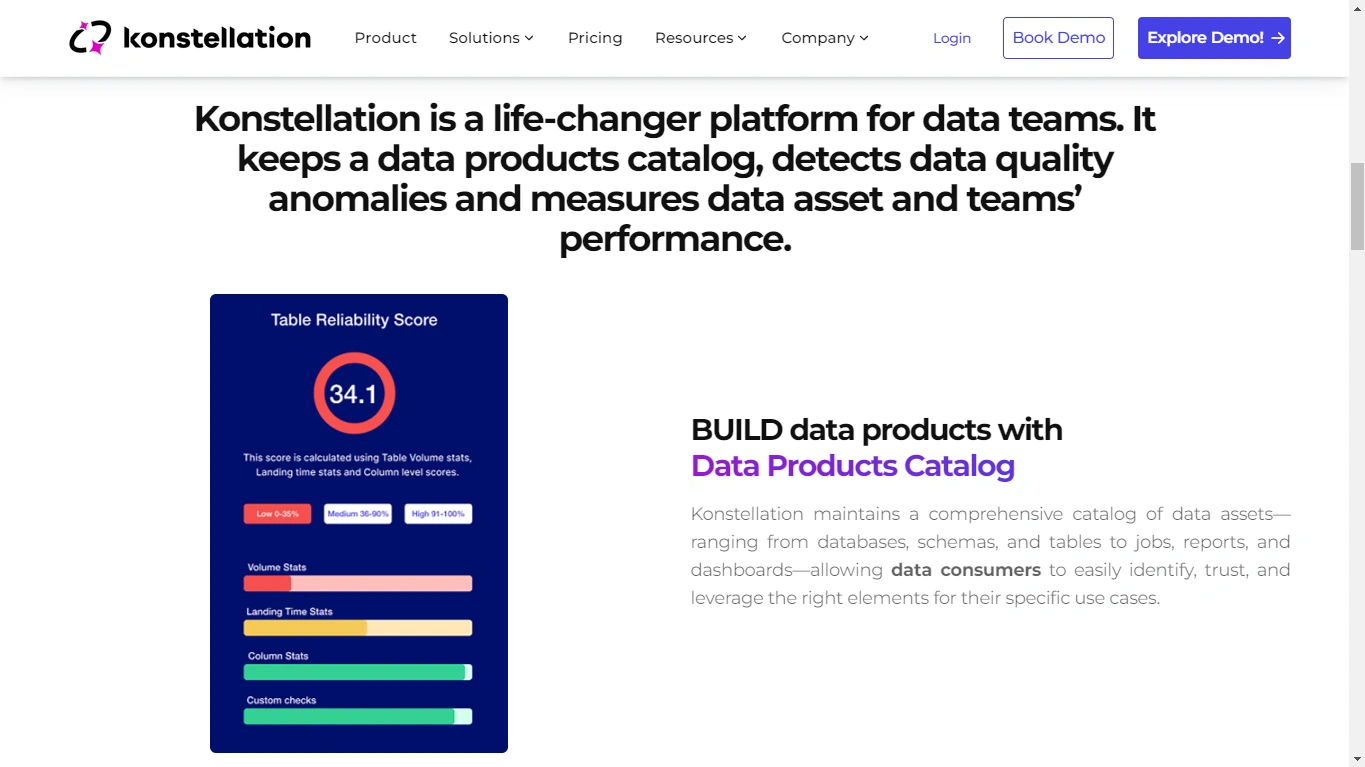 konstellation
Product
Solutions
Pricing
Resources
Company
Login
Book Demo
Explore Demo!
Konstellation is a life-changer platform for data teams. It
keeps a data products catalog, detects data quality
anomalies and measures data asset and teams’
performance.
Table Reliability Score
34.1
This score is calculated using Table Volume stats,
Landing time stats and Column level scores.
Low 0-35%
Medium 36-90%
High 91-100%
Volume Stats
Landing Time Stats
Column Stats
Custom checks
BUILD data products with
Data Products Catalog
Konstellation maintains a comprehensive catalog of data assets—
ranging from databases, schemas, and tables to jobs, reports, and
dashboards—allowing data consumers to easily identify, trust, and
leverage the right elements for their specific use cases.